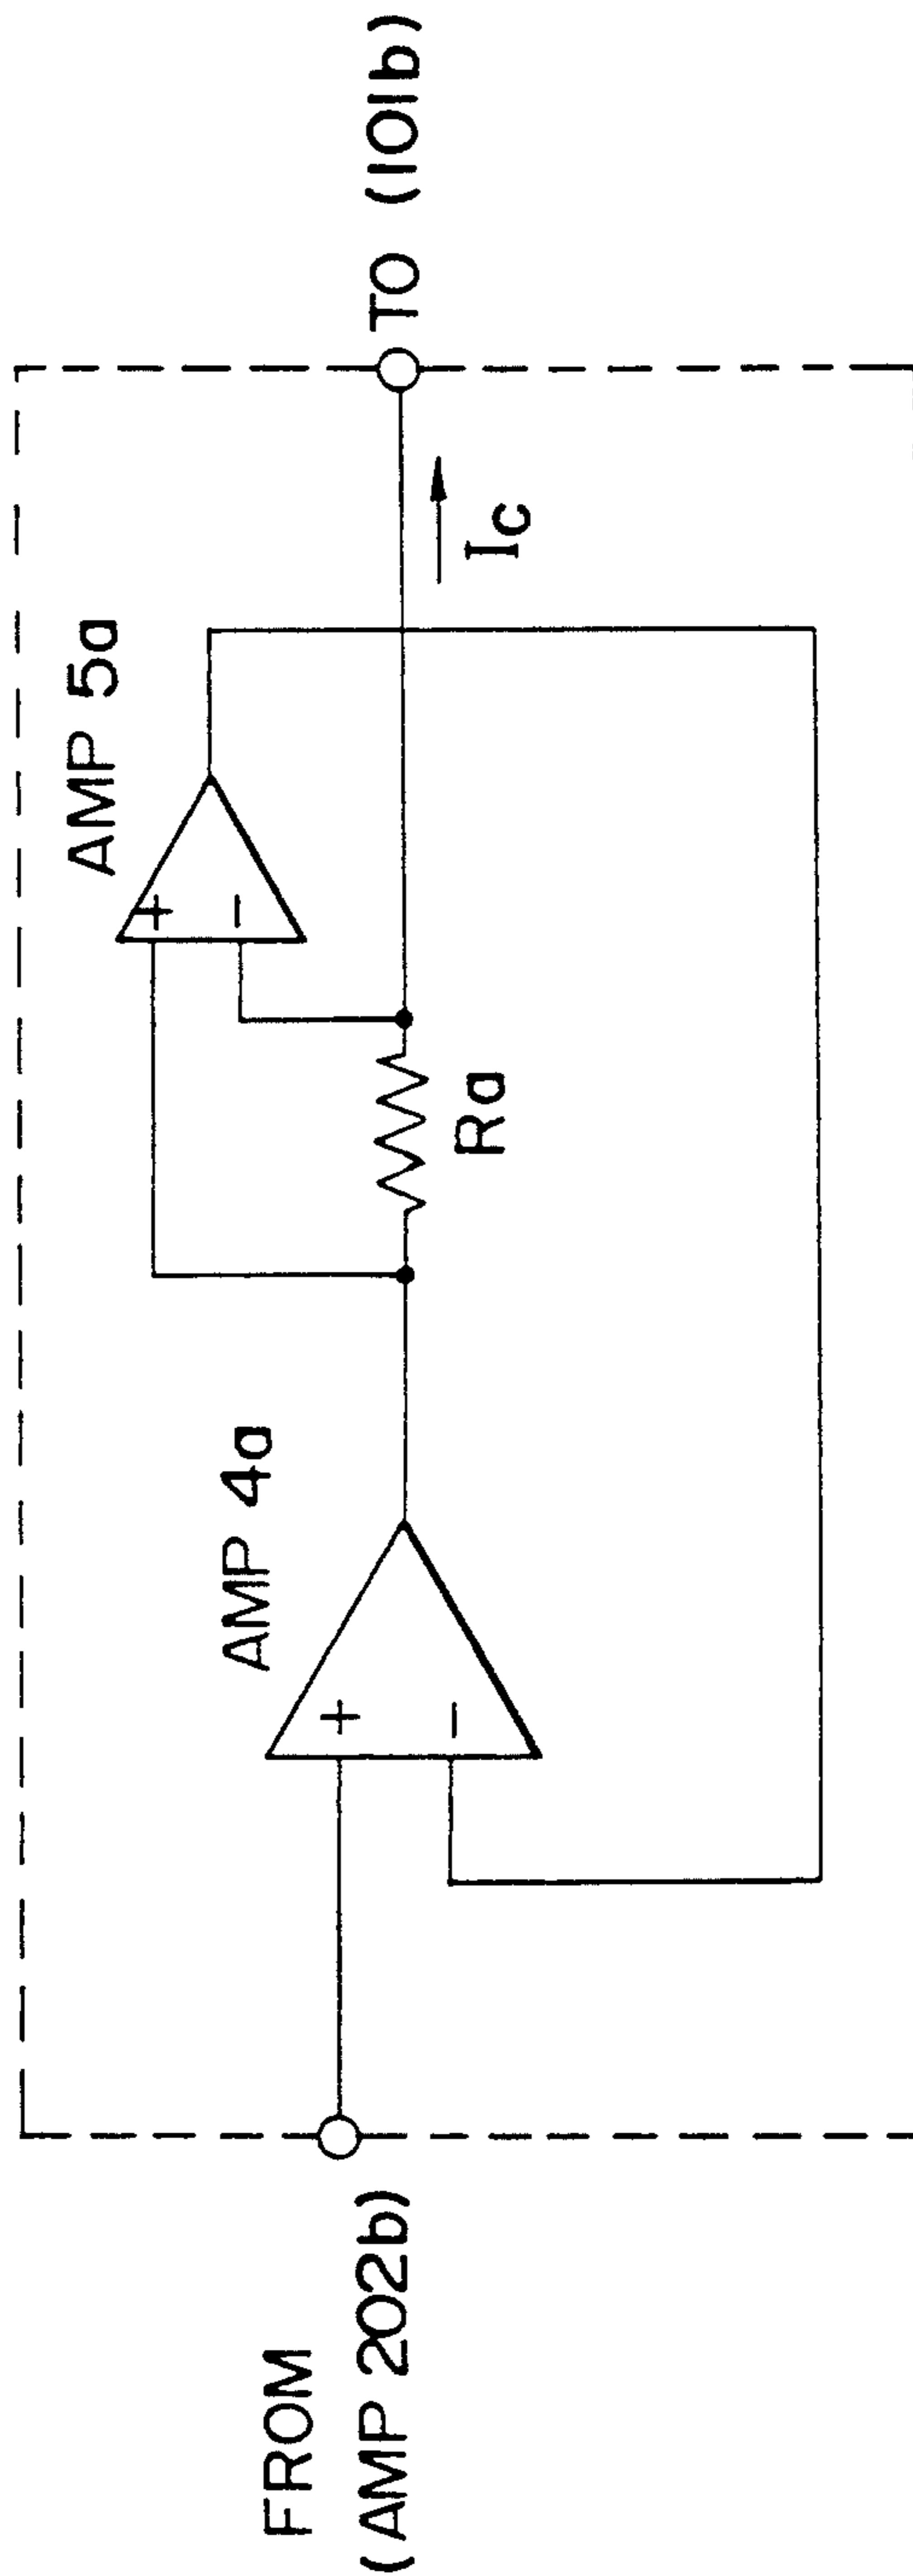 FROM
(AMP 202b)
AMP 4a
+
−
AMP 5a
+
−
Ra
Ic
TO (101b)